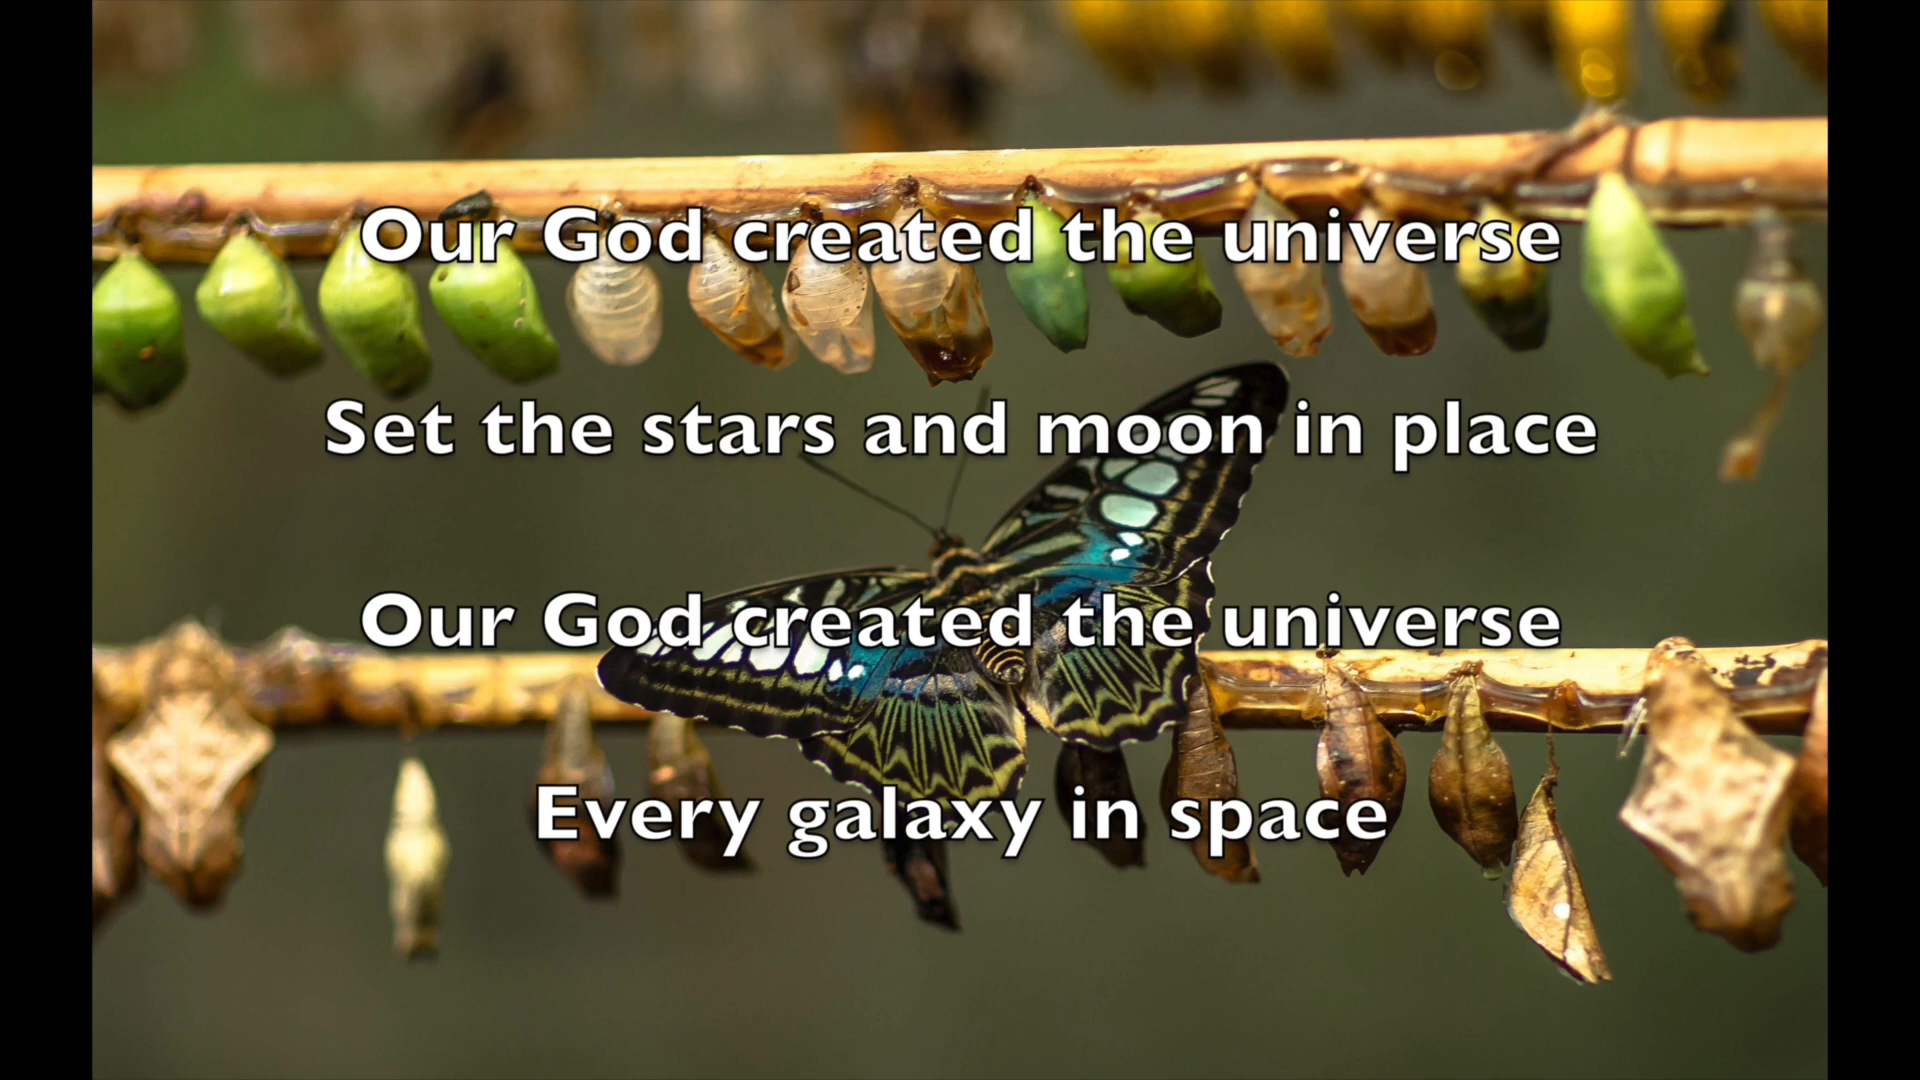 Our God created the universe
Set the stars and moon in place
Our God created the universe
Every galaxy in space